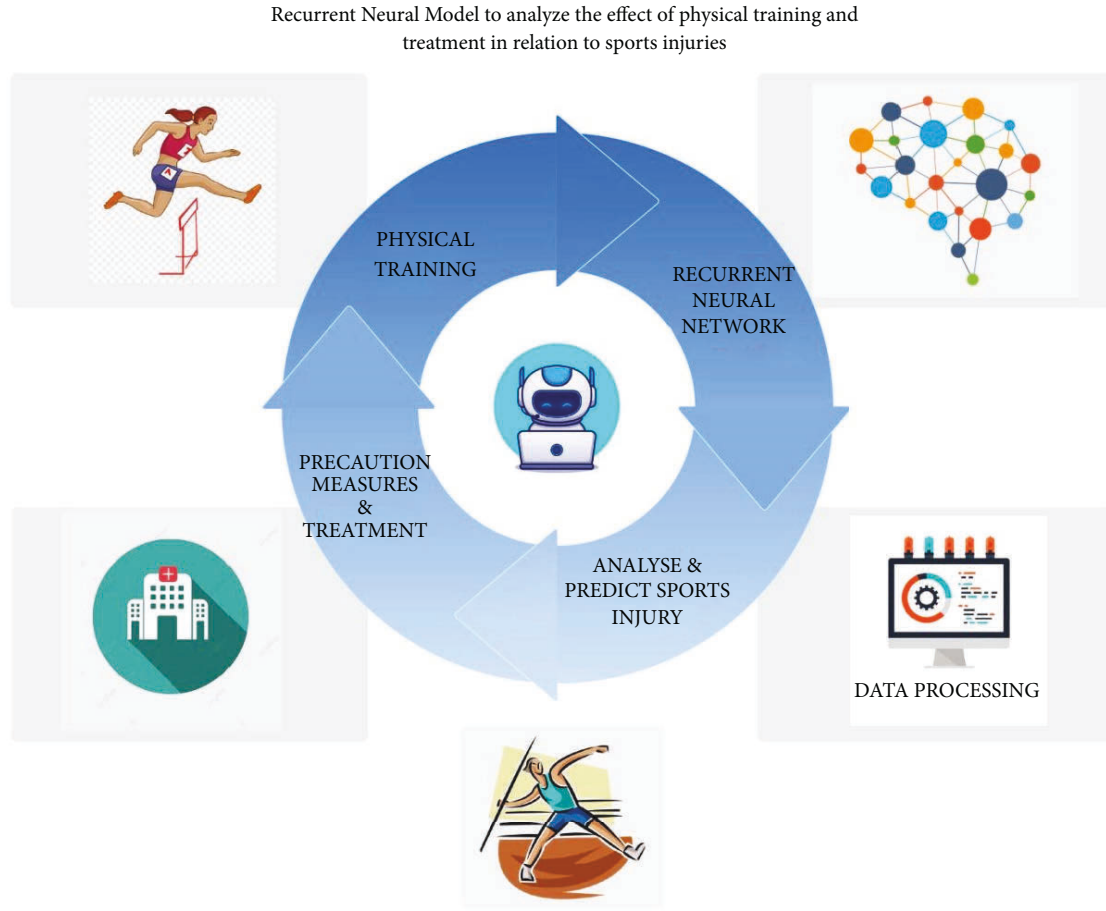 Recurrent Neural Model to analyze the effect of physical training and
treatment in relation to sports injuries
PHYSICAL
TRAINING
RECURRENT
NEURAL
NETWORK
PRECAUTION
MEASURES
&
TREATMENT
ANALYSE &
PREDICT SPORTS
INJURY
DATA PROCESSING